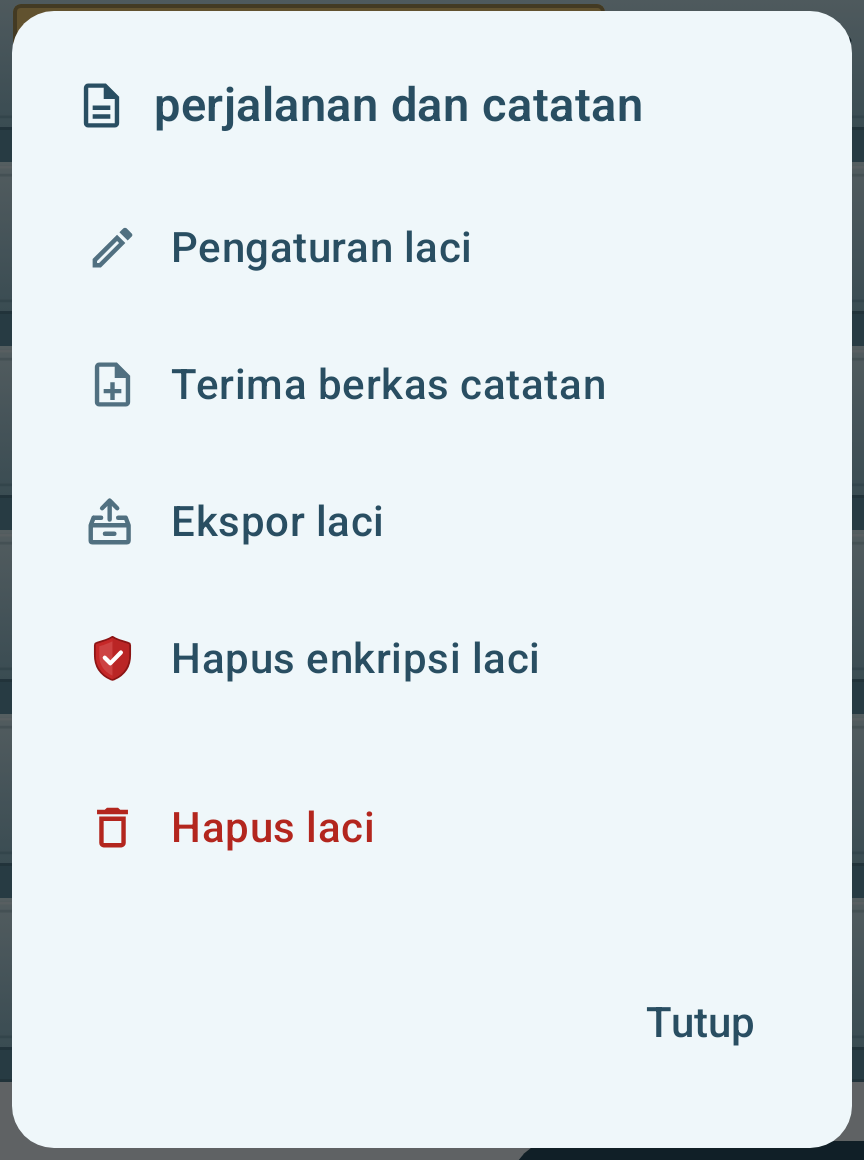 perjalanan dan catatan
Pengaturan laci
Terima berkas catatan
Ekspor laci
Hapus enkripsi laci
Hapus laci
Tutup